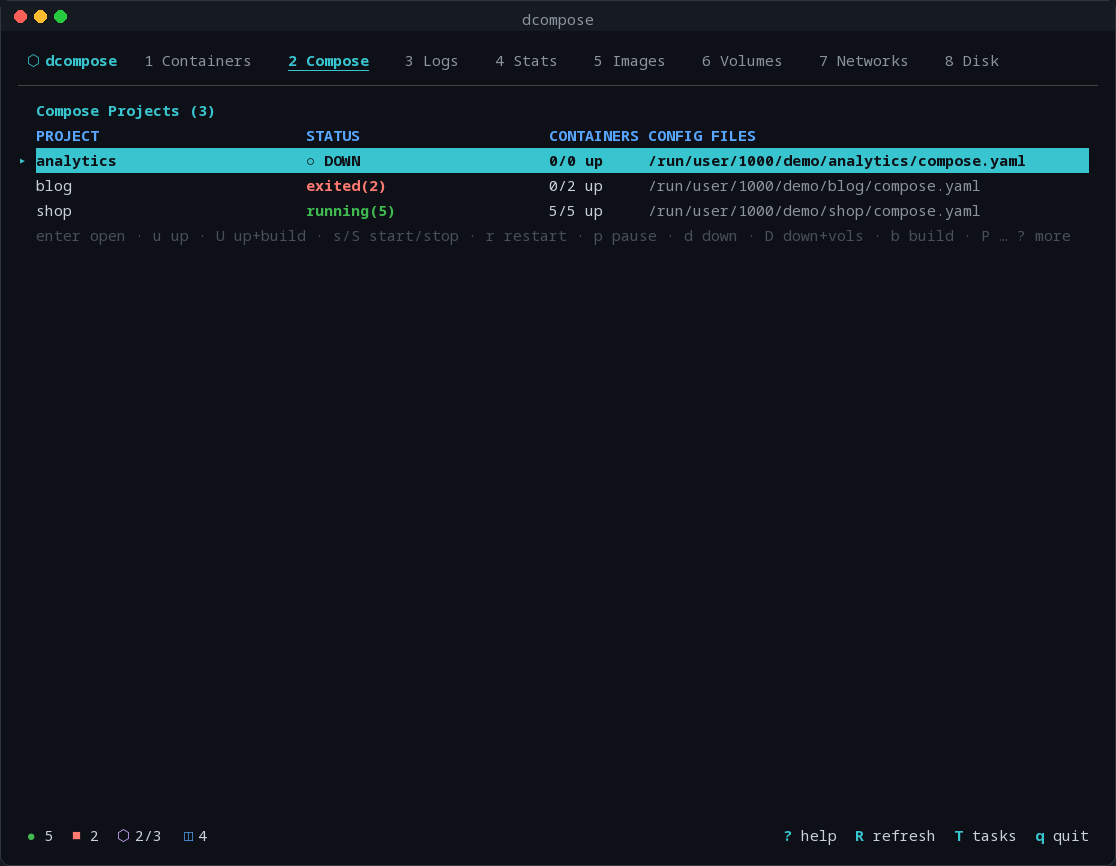 dcompose
⬡ dcompose 1 Containers 2 Compose 3 Logs 4 Stats 5 Images 6 Volumes 7 Networks 8 Disk
Compose Projects (3)
PROJECT STATUS CONTAINERS CONFIG FILES
▸ analytics ○ DOWN 0/0 up /run/user/1000/demo/analytics/compose.yaml
blog exited(2) 0/2 up /run/user/1000/demo/blog/compose.yaml
shop running(5) 5/5 up /run/user/1000/demo/shop/compose.yaml
enter open · u up · U up+build · s/S start/stop · r restart · p pause · d down · D down+vols · b build · P … ? more
● 5 ■ 2 ⬡ 2/3 ◫ 4 ? help R refresh T tasks q quit